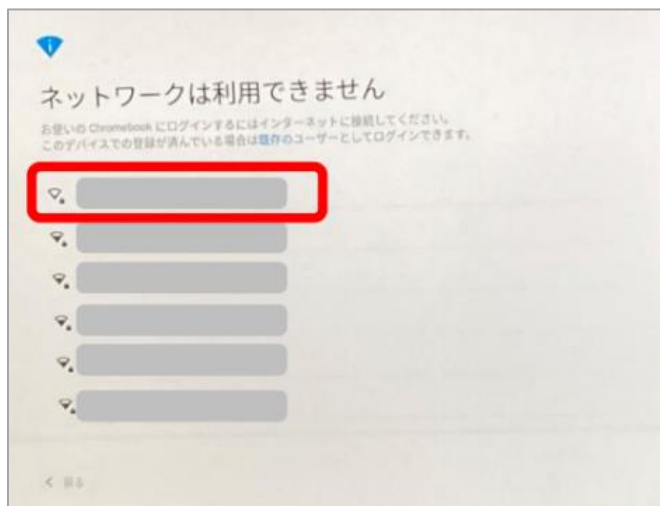 ネットワークは利用できません
お使いの Chromebook にログインするにはインターネットに接続してください。
このデバイスでの登録が済んでいる場合は既存のユーザーとしてログインできます。
< 戻る